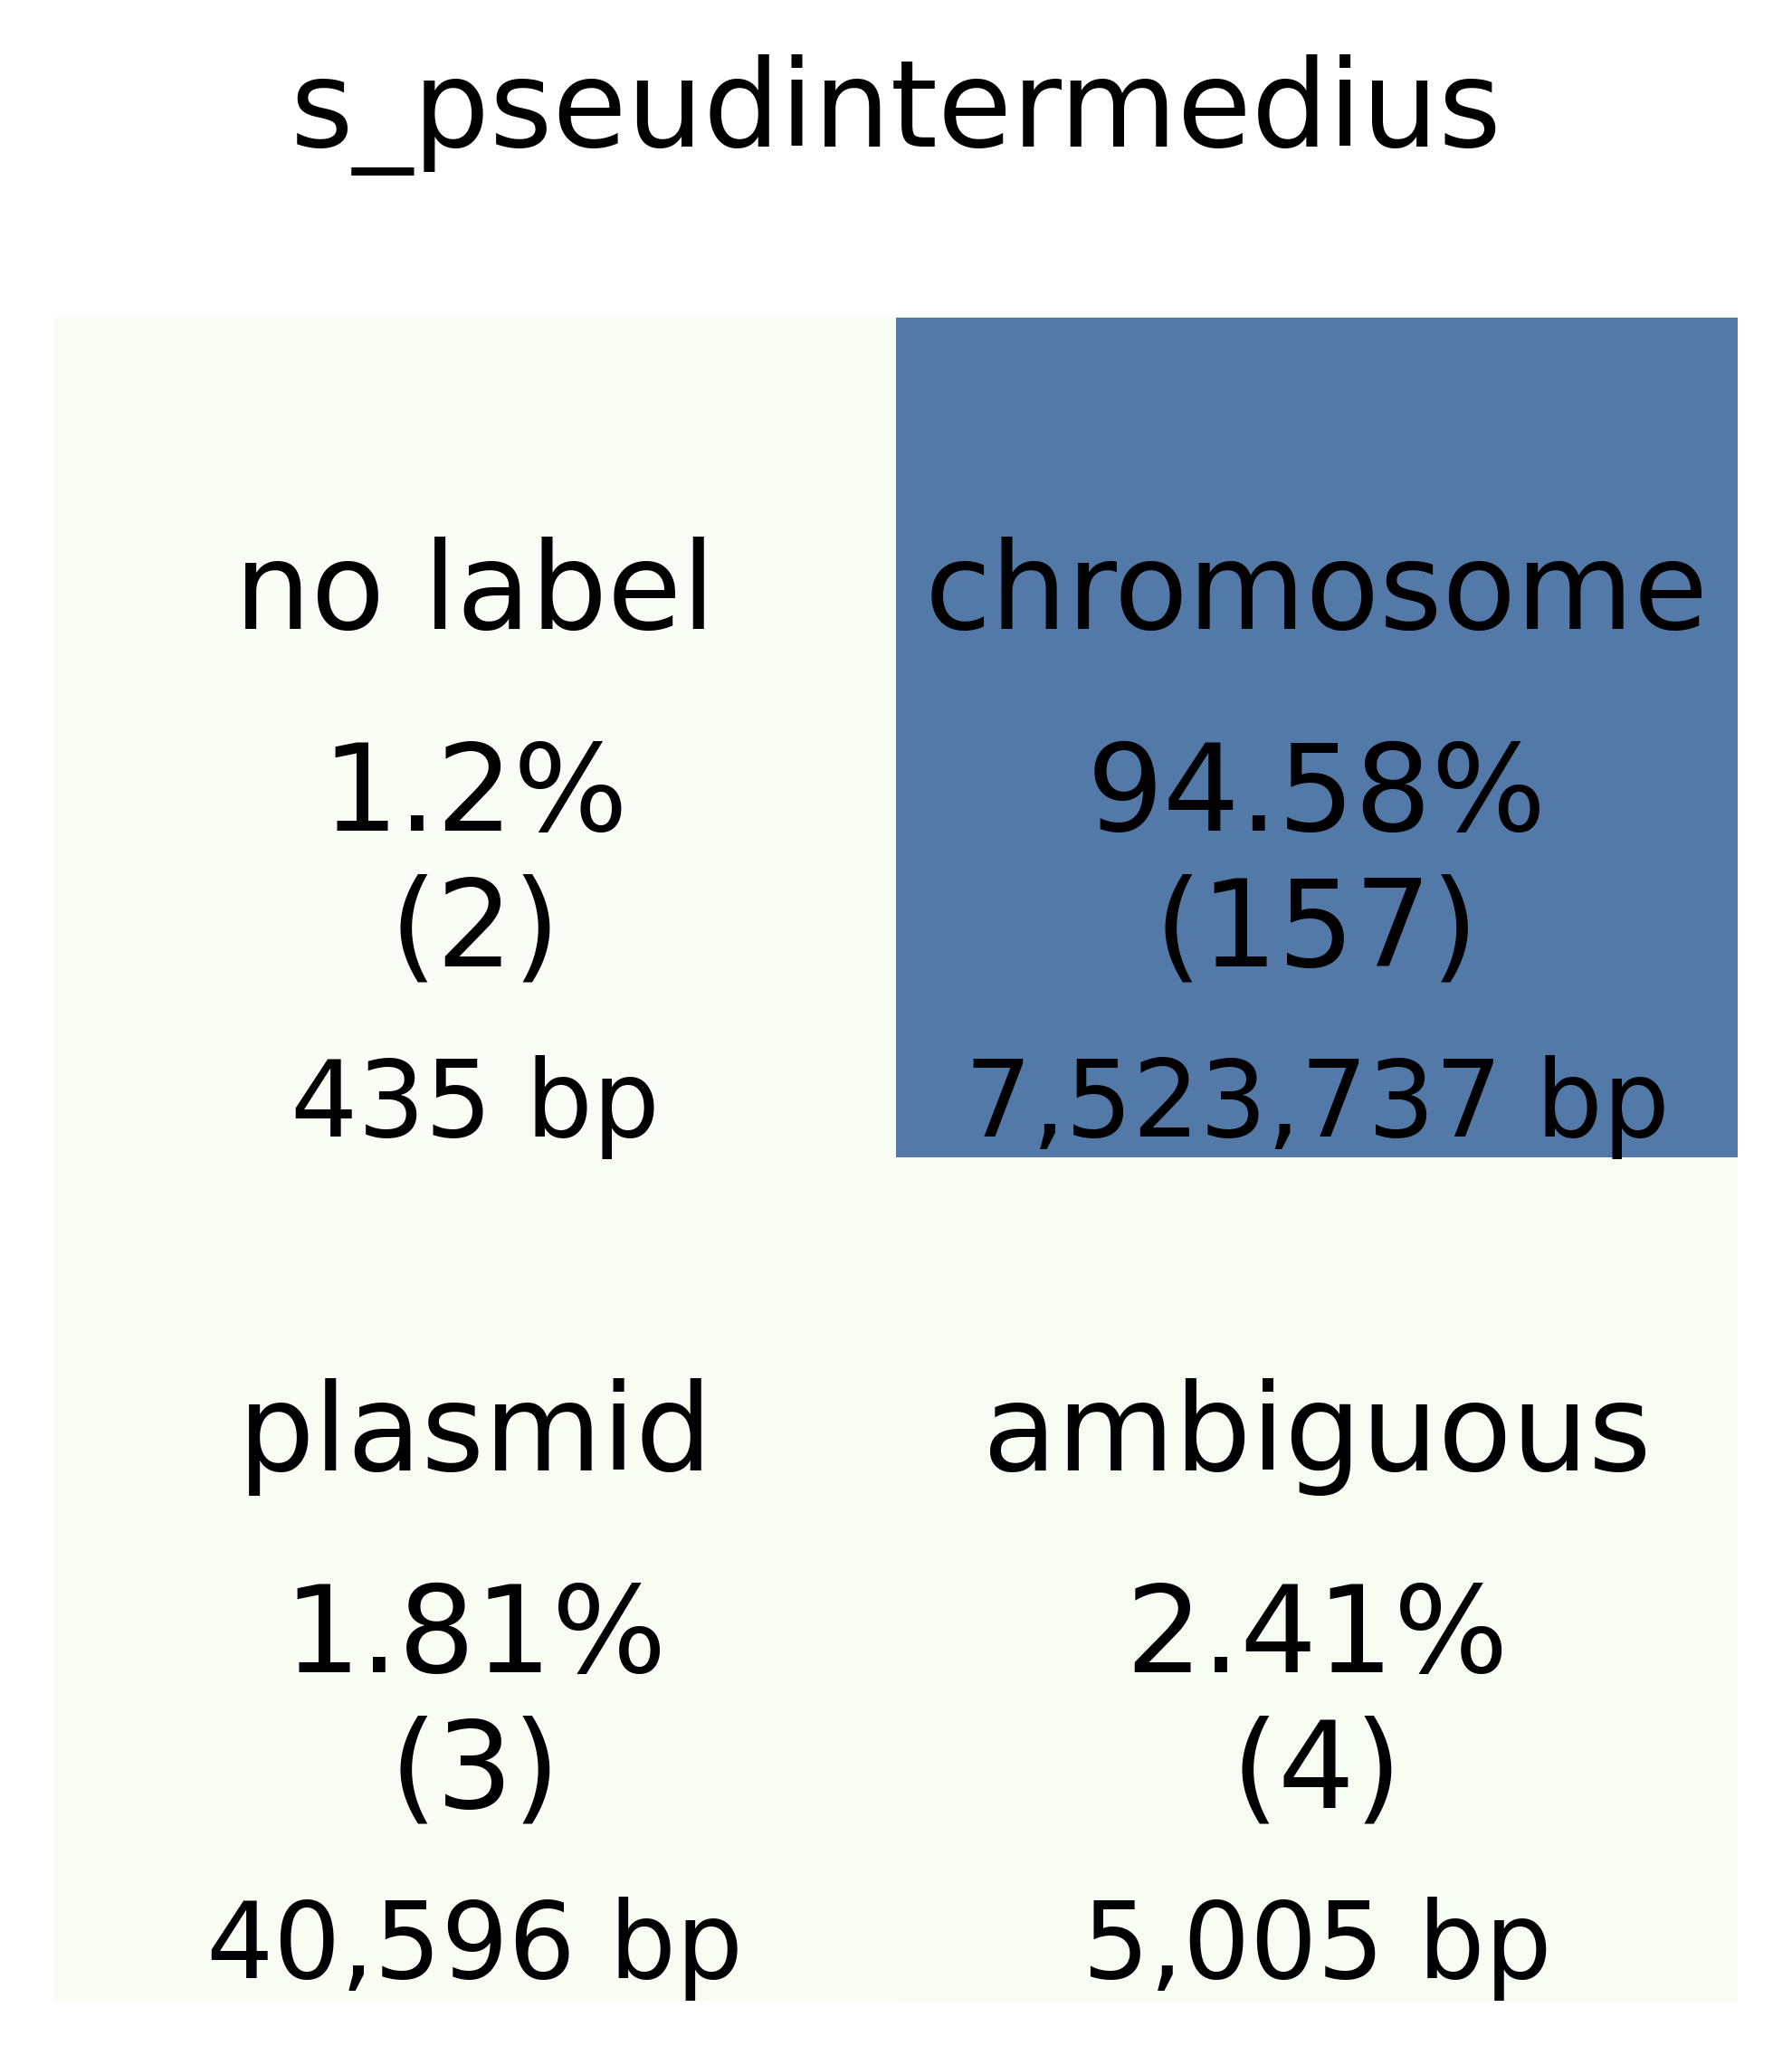 s_pseudintermedius
no label
1.2%
(2)
435 bp
chromosome
94.58%
(157)
7,523,737 bp
plasmid
1.81%
(3)
40,596 bp
ambiguous
2.41%
(4)
5,005 bp